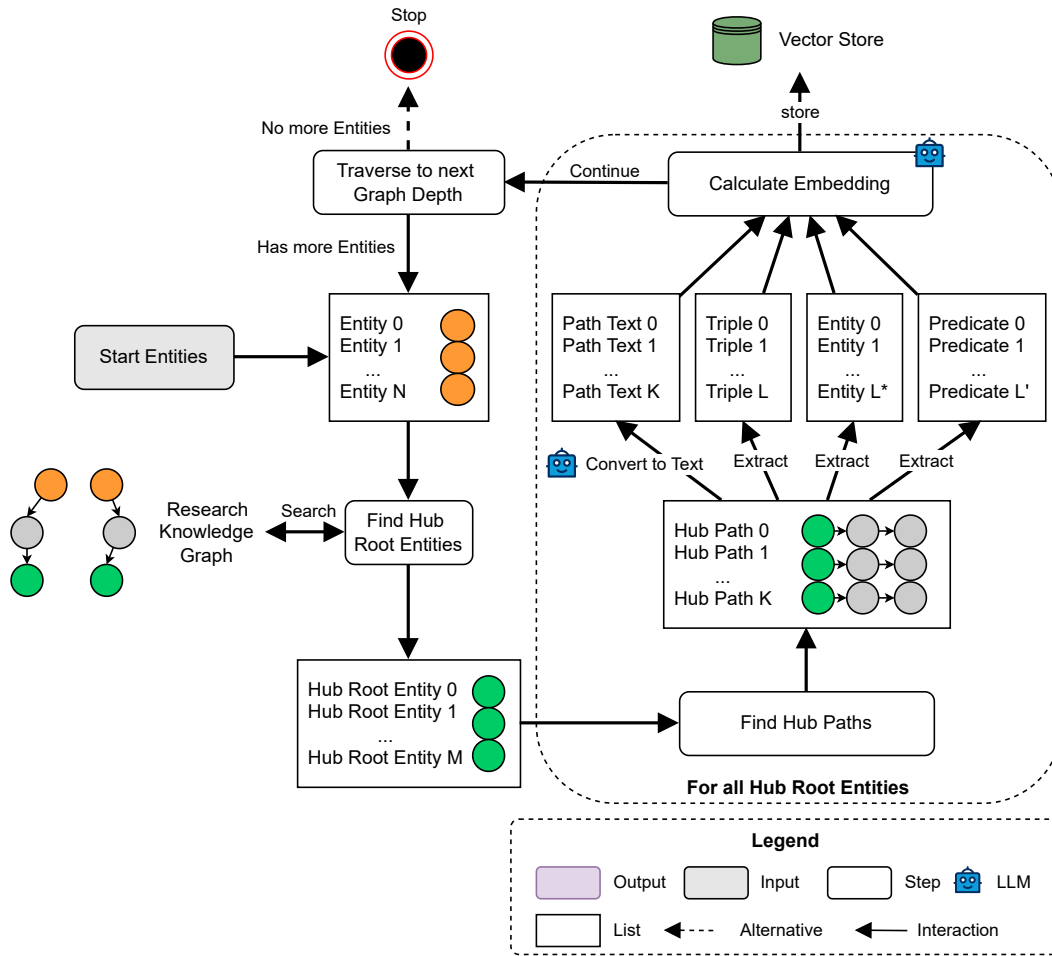 Stop
Vector Store
No more Entities
store
Traverse to next
Graph Depth
Continue
Calculate Embedding
Has more Entities
Start Entities
Entity 0
Entity 1
...
Entity N
Path Text 0
Path Text 1
...
Path Text K
Triple 0
Triple 1
...
Triple L
Entity 0
Entity 1
...
Entity L*
Predicate 0
Predicate 1
...
Predicate L'
Convert to Text
Extract
Extract
Extract
Research
Knowledge
Graph
Search
Find Hub
Root Entities
Hub Path 0
Hub Path 1
...
Hub Path K
Hub Root Entity 0
Hub Root Entity 1
...
Hub Root Entity M
Find Hub Paths
For all Hub Root Entities
Legend
Output
Input
Step
LLM
List
Alternative
Interaction